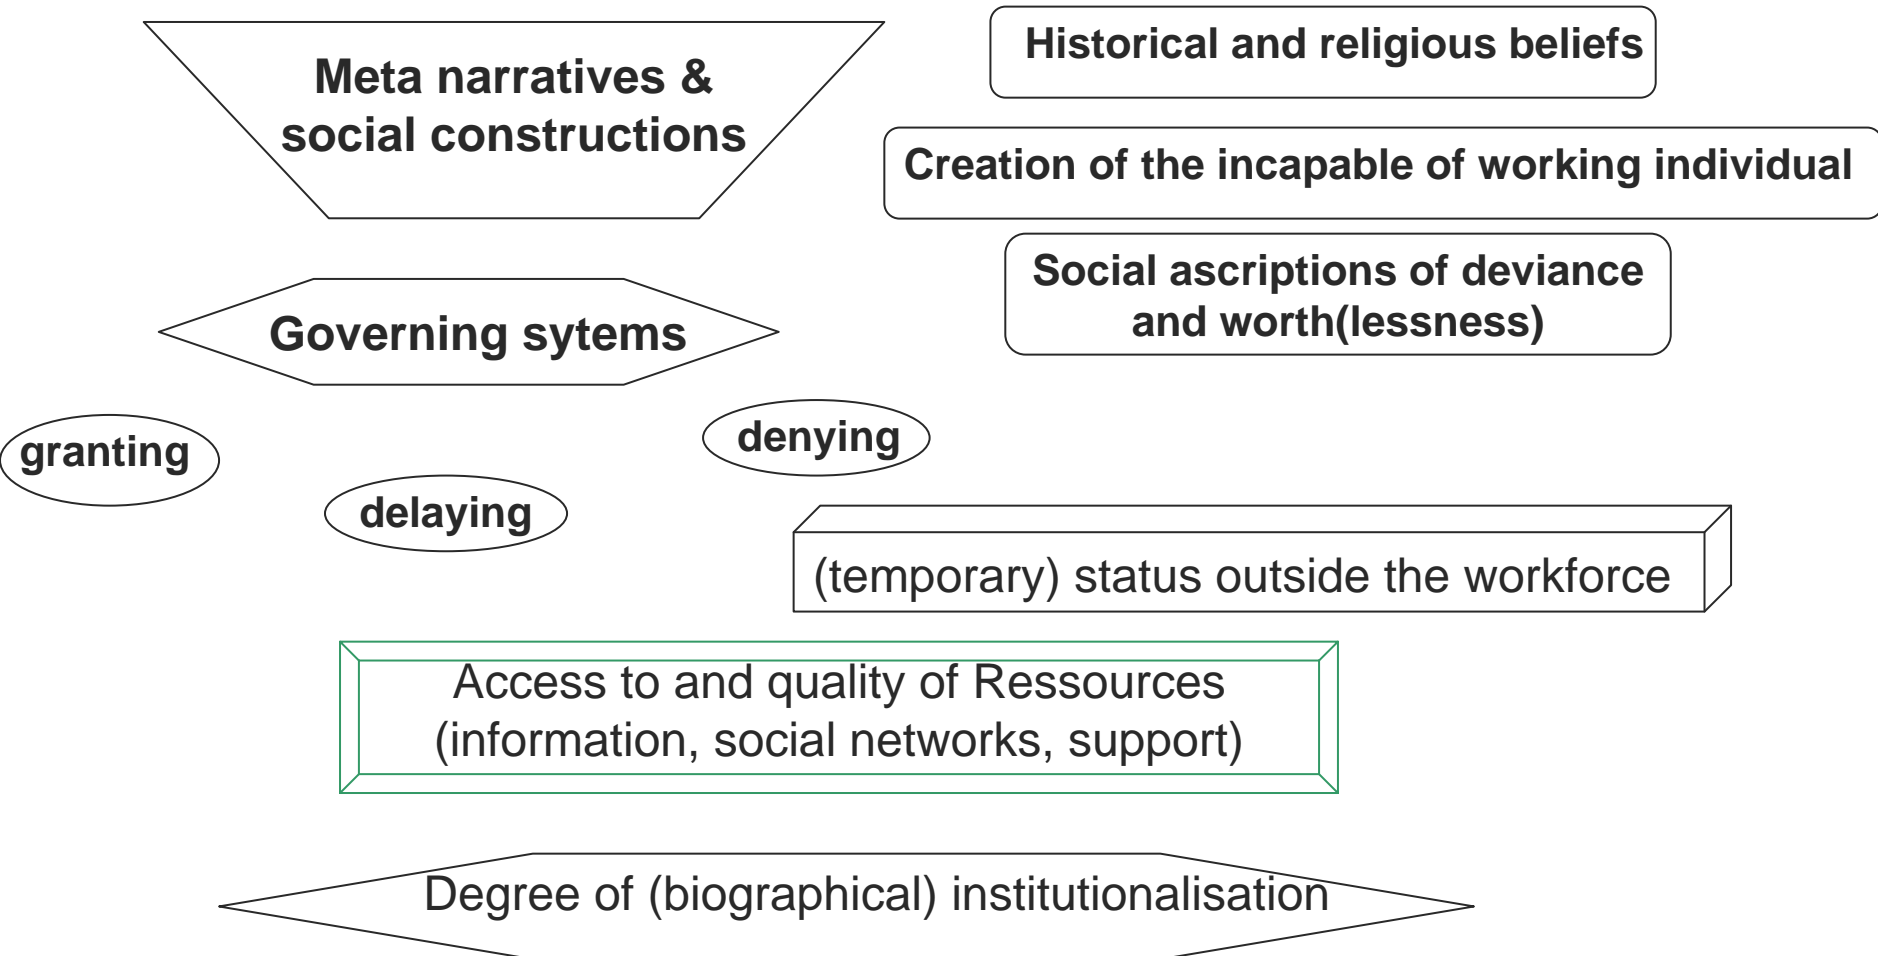 Meta narratives &
social constructions
Historical and religious beliefs
Creation of the incapable of working individual
Social ascriptions of deviance
and worth(lessness)
Governing sytems
granting
delaying
denying
(temporary) status outside the workforce
Access to and quality of Ressources
(information, social networks, support)
Degree of (biographical) institutionalisation